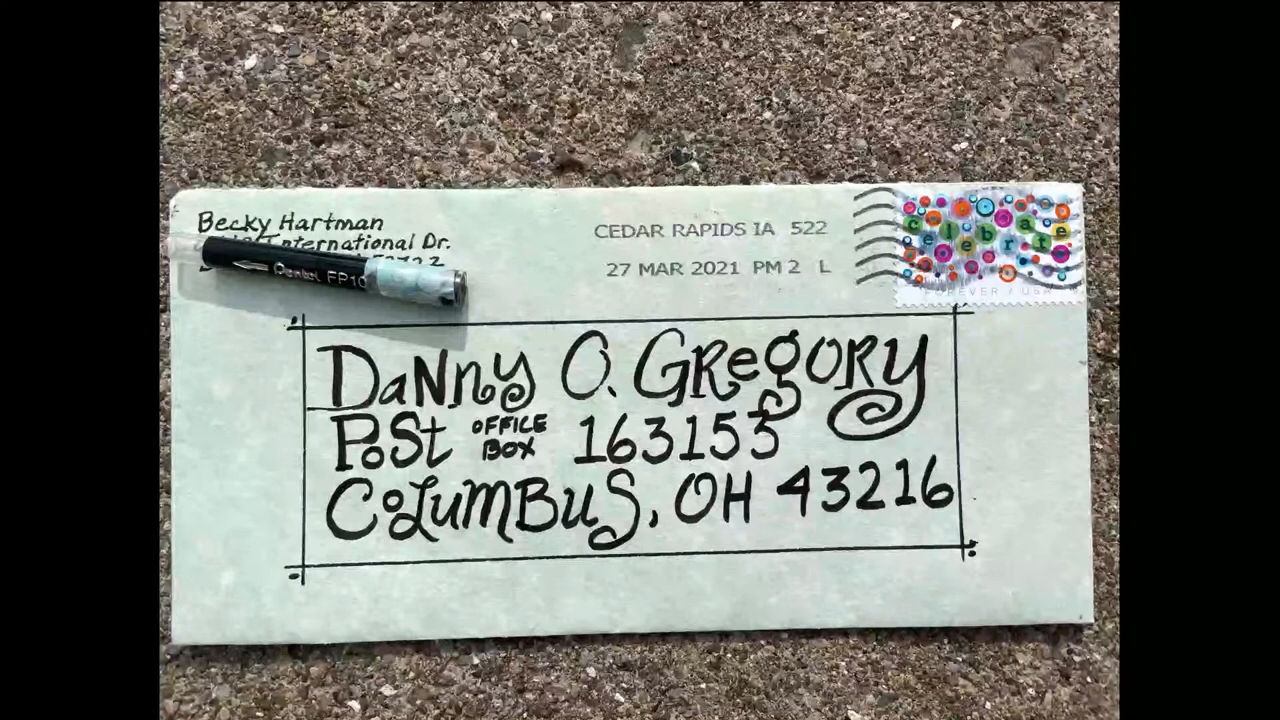 Becky Hartman
International Dr.
Pentel FP10
CEDAR RAPIDS IA 522
27 MAR 2021 PM 2 L
celebrate
FOREVER / USA
DaNny O. GRegORy
PoSt OFFICE BOX 163155
CoLumBuS, OH 43216